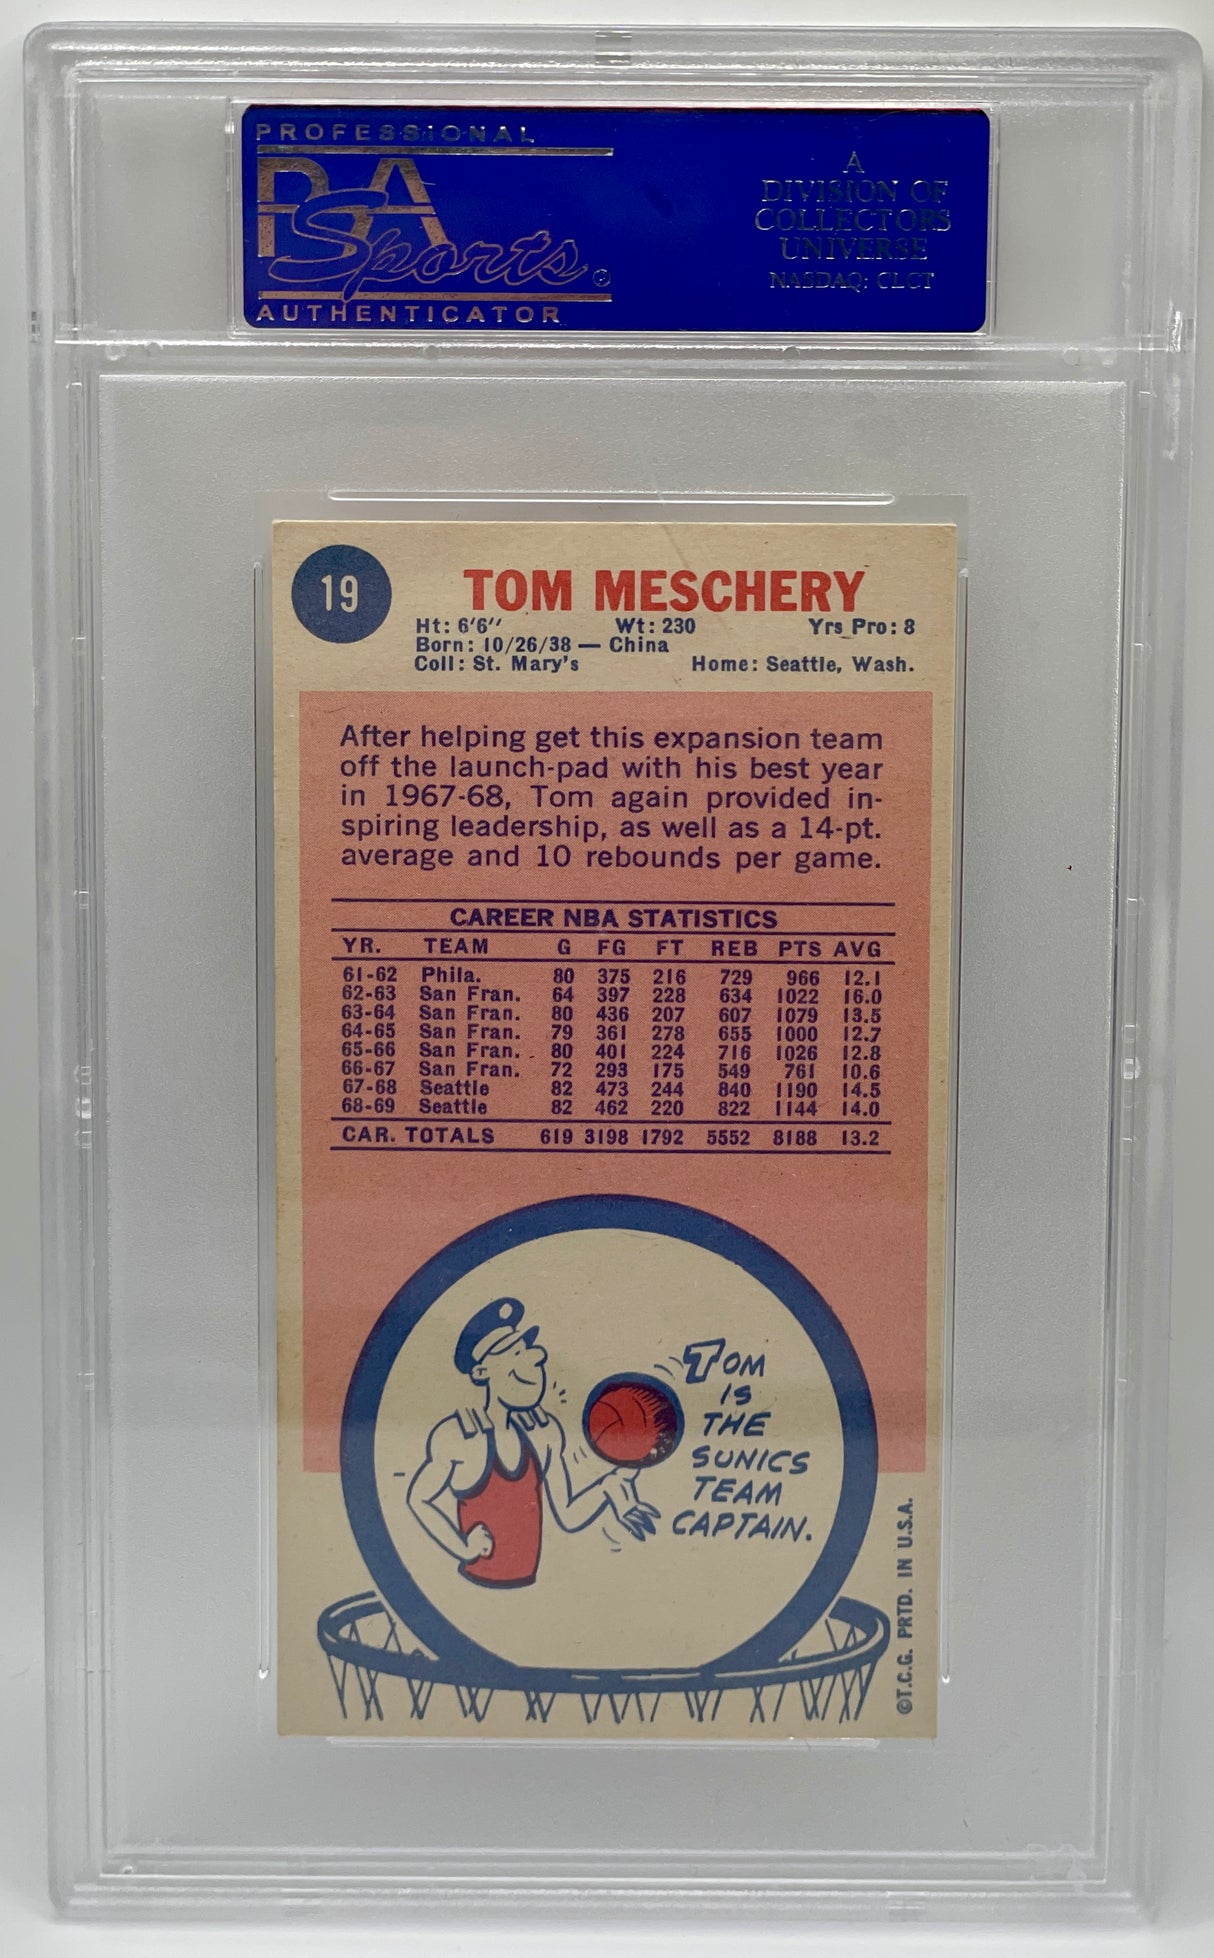 PROFESSIONAL
PSA
Sports
AUTHENTICATOR
A
DIVISION OF
COLLECTORS
UNIVERSE
NASDAQ: CLCT
19
TOM MESCHERY
Ht: 6'6" Wt: 230 Yrs Pro: 8
Born: 10/26/38 — China
Coll: St. Mary's Home: Seattle, Wash.
After helping get this expansion team
off the launch-pad with his best year
in 1967-68, Tom again provided in-
spiring leadership, as well as a 14-pt.
average and 10 rebounds per game.
CAREER NBA STATISTICS
YR. TEAM G FG FT REB PTS AVG
61-62 Phila. 80 375 216 729 966 12.1
62-63 San Fran. 64 397 228 634 1022 16.0
63-64 San Fran. 80 436 207 607 1079 13.5
64-65 San Fran. 79 361 278 655 1000 12.7
65-66 San Fran. 80 401 224 716 1026 12.8
66-67 San Fran. 72 293 175 549 761 10.6
67-68 Seattle 82 473 244 840 1190 14.5
68-69 Seattle 82 462 220 822 1144 14.0
CAR. TOTALS 619 3198 1792 5552 8188 13.2
TOM
IS
THE
SONICS
TEAM
CAPTAIN.
©T.C.G. PRTD. IN U.S.A.